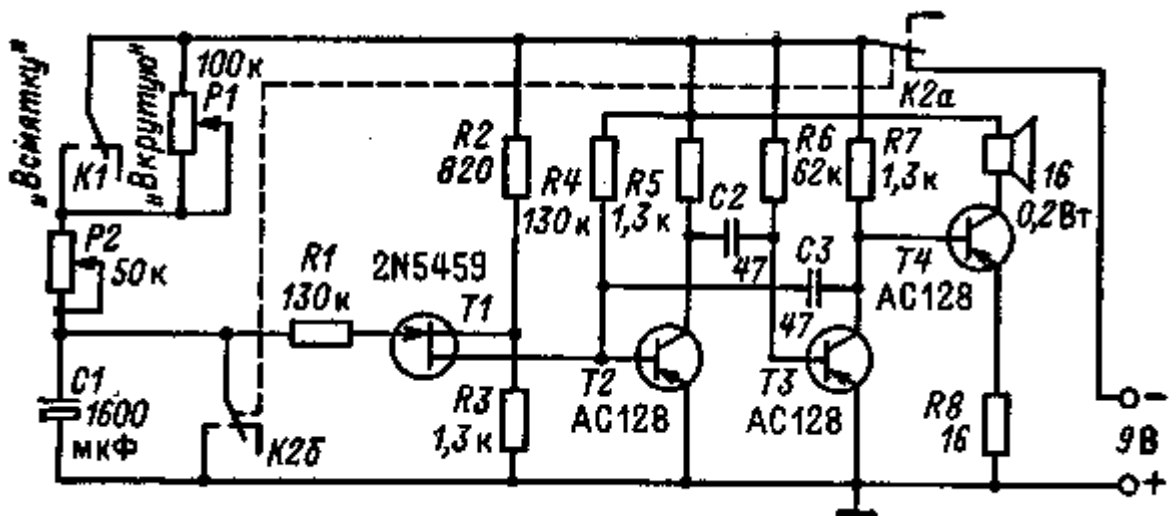 „Всмятку"
K1
100к
P1
„Вкрутую"
P2
50к
C1
1600
мкФ
R1
130к
2N5459
T1
K2б
R2
820
R3
1,3к
R4
130к
R5
1,3к
C2
47
R6
62к
C3
47
R7
1,3к
K2а
T2
AC128
T3
AC128
T4
AC128
16
0,2Вт
R8
16
−
9В
+